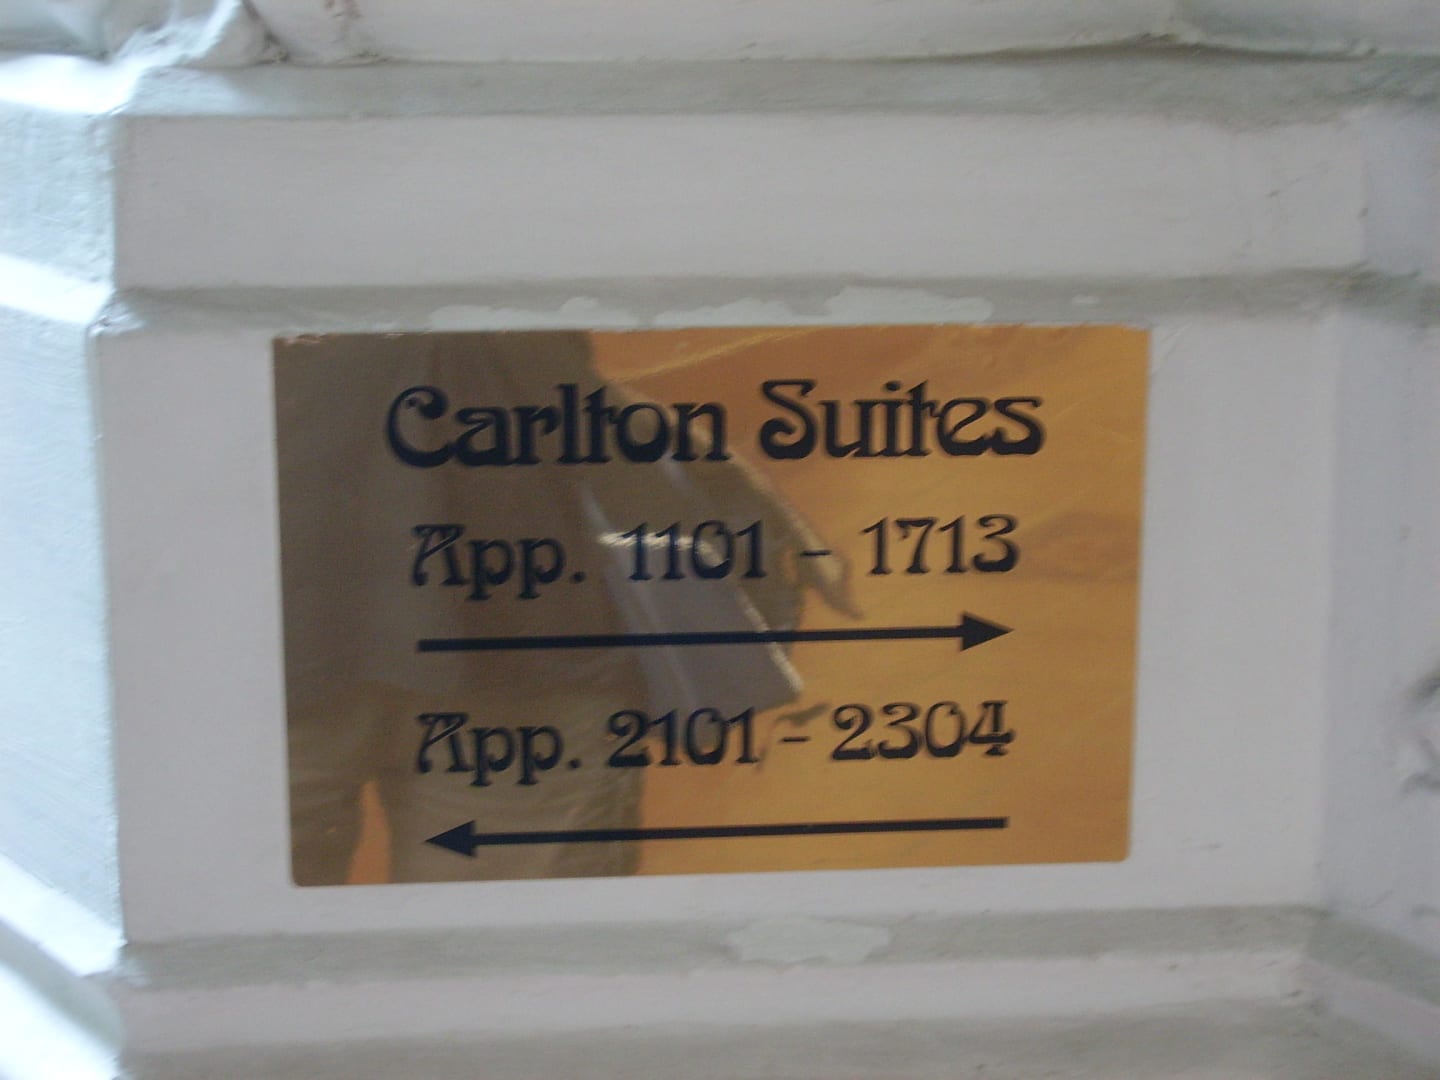 Carlton Suites
App. 1101 - 1713
App. 2101 - 2304